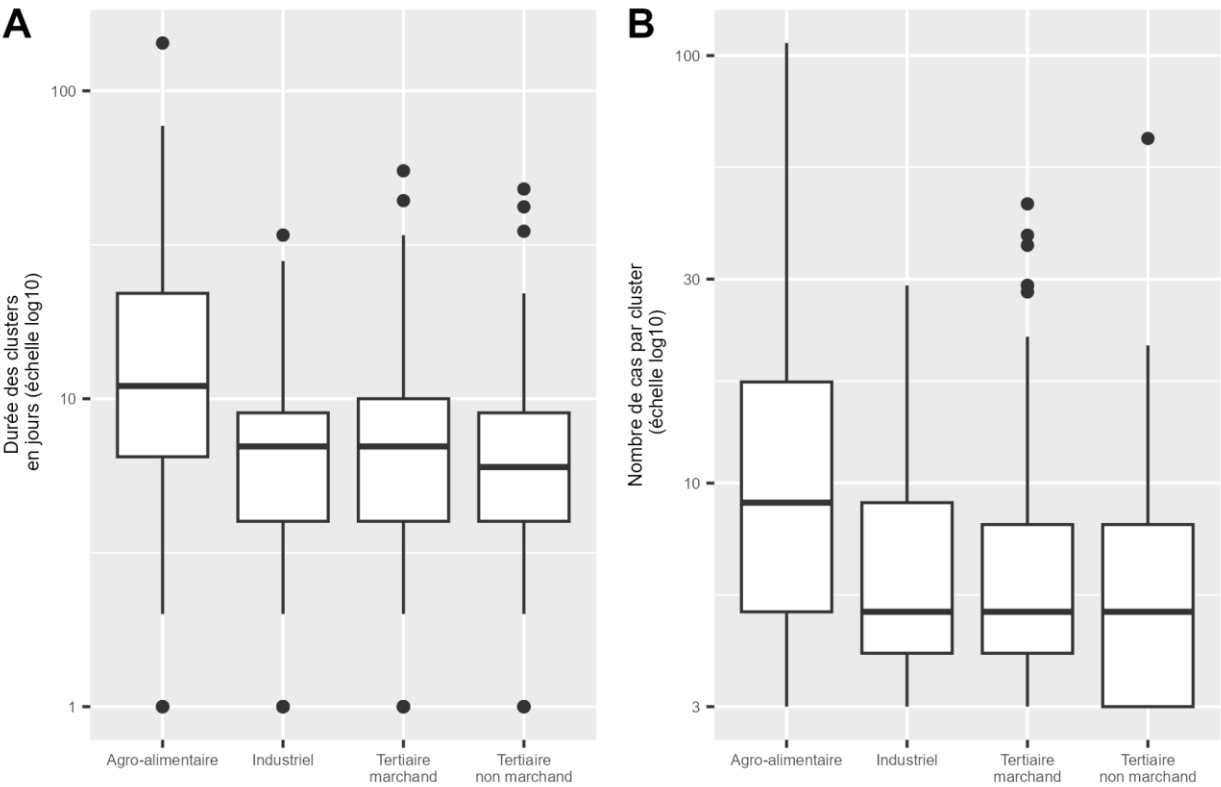 A
Durée des clusters
en jours (échelle log10)
100
10
1
Agro-alimentaire
Industriel
Tertiaire
marchand
Tertiaire
non marchand
B
Nombre de cas par cluster
(échelle log10)
100
30
10
3
Agro-alimentaire
Industriel
Tertiaire
marchand
Tertiaire
non marchand